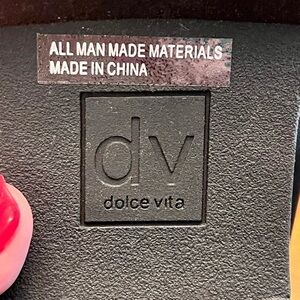 ALL MAN MADE MATERIALS
MADE IN CHINA
dv
dolce vita